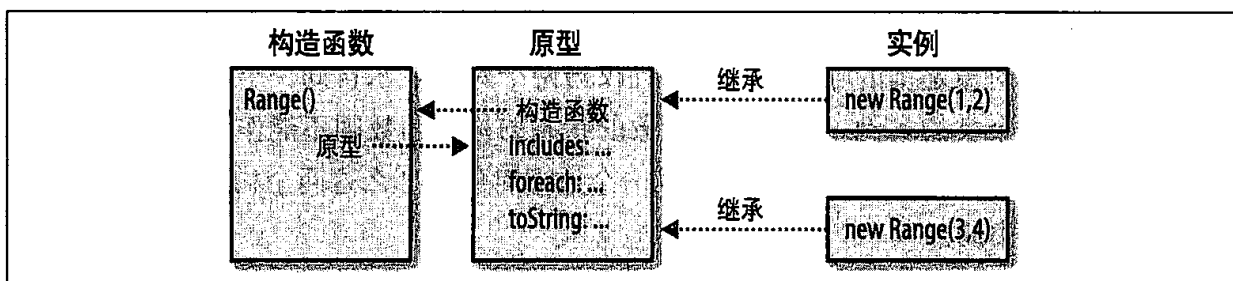 构造函数
原型
实例
Range()
原型
构造函数
includes: ...
foreach: ...
toString: ...
继承
new Range(1,2)
继承
new Range(3,4)